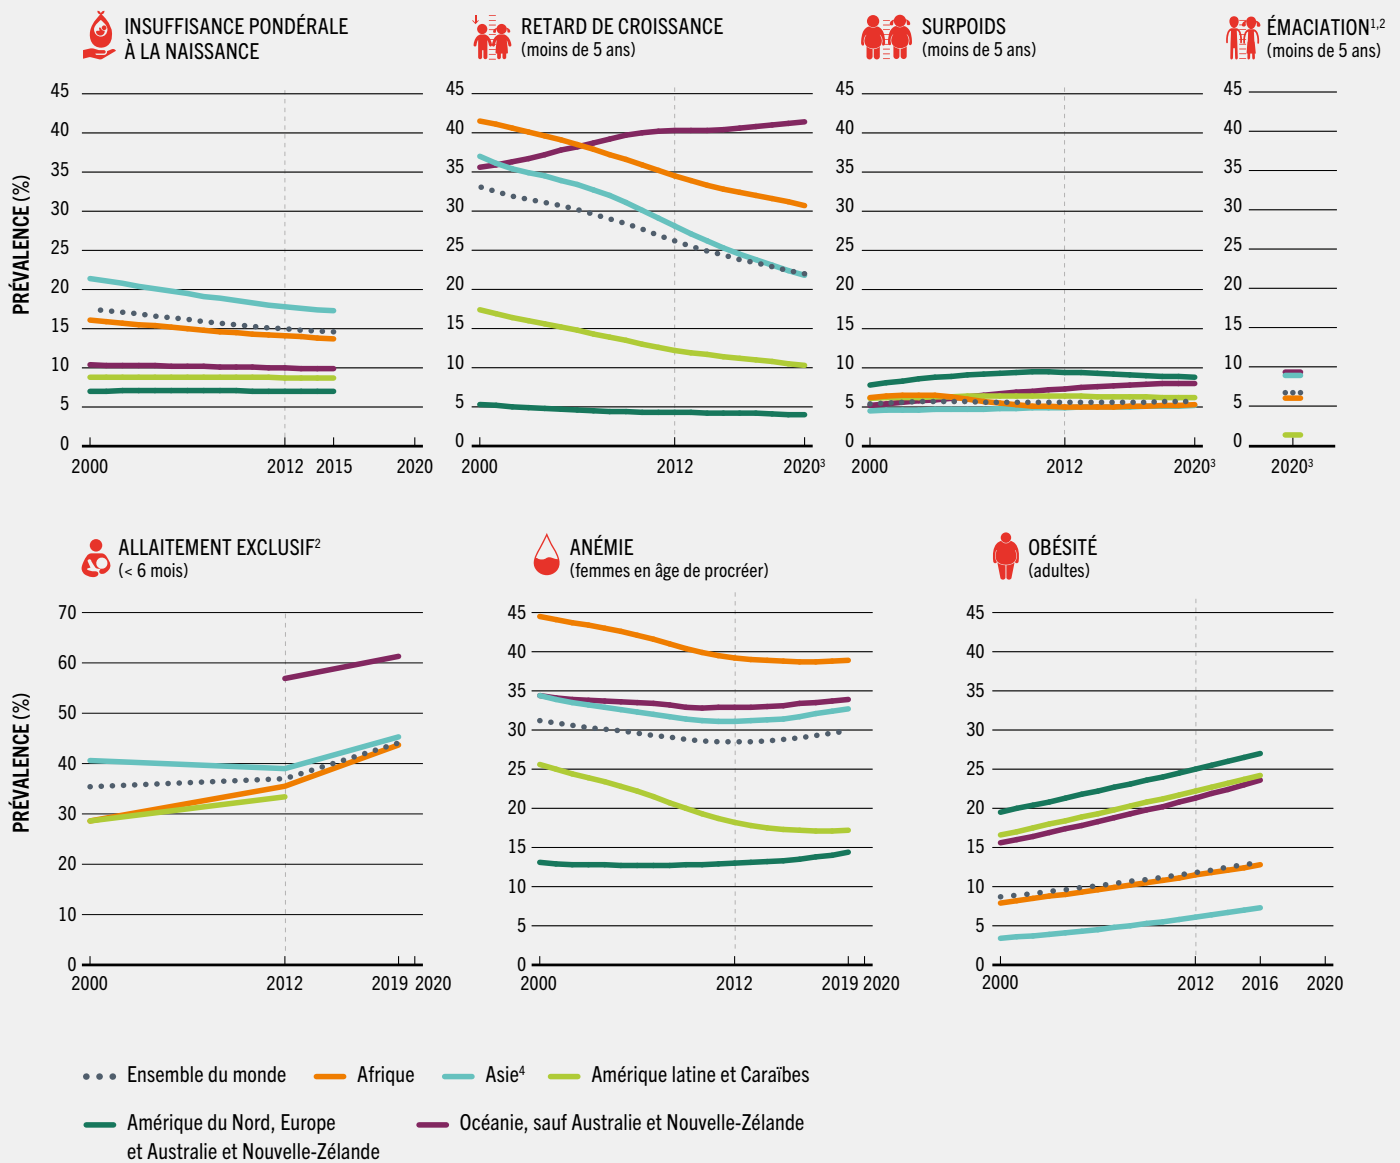 INSUFFISANCE PONDÉRALE
À LA NAISSANCE
RETARD DE CROISSANCE
(moins de 5 ans)
SURPOIDS
(moins de 5 ans)
ÉMACIATION¹,²
(moins de 5 ans)
PRÉVALENCE (%)
45
40
35
30
25
20
15
10
5
0
2000 2012 2015 2020
45
40
35
30
25
20
15
10
5
0
2000 2012 2020³
45
40
35
30
25
20
15
10
5
0
2000 2012 2020³
45
40
35
30
25
20
15
10
5
0
2020³
ALLAITEMENT EXCLUSIF²
(< 6 mois)
ANÉMIE
(femmes en âge de procréer)
OBÉSITÉ
(adultes)
PRÉVALENCE (%)
70
60
50
40
30
20
10
0
2000 2012 2019 2020
45
40
35
30
25
20
15
10
5
0
2000 2012 2019 2020
45
40
35
30
25
20
15
10
5
0
2000 2012 2016 2020
Ensemble du monde Afrique Asie⁴ Amérique latine et Caraïbes
Amérique du Nord, Europe
et Australie et Nouvelle-Zélande
Océanie, sauf Australie et Nouvelle-Zélande